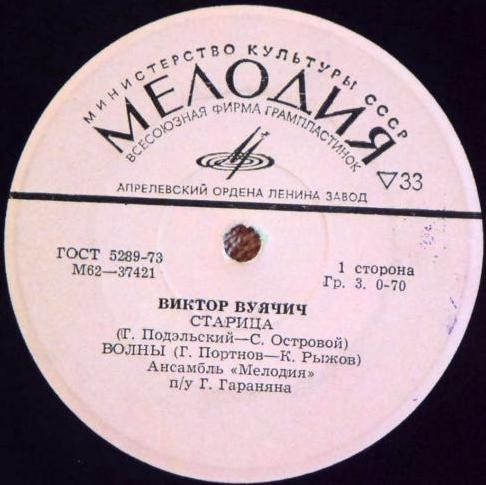 МИНИСТЕРСТВО КУЛЬТУРЫ СССР
МЕЛОДИЯ
ВСЕСОЮЗНАЯ ФИРМА ГРАМПЛАСТИНОК
▽33
АПРЕЛЕВСКИЙ ОРДЕНА ЛЕНИНА ЗАВОД
ГОСТ 5289-73
М62—37421
1 сторона
Гр. 3. 0-70
ВИКТОР ВУЯЧИЧ
СТАРИЦА
(Г. Подэльский—С. Островой)
ВОЛНЫ (Г. Портнов—К. Рыжов)
Ансамбль «Мелодия»
п/у Г. Гараняна